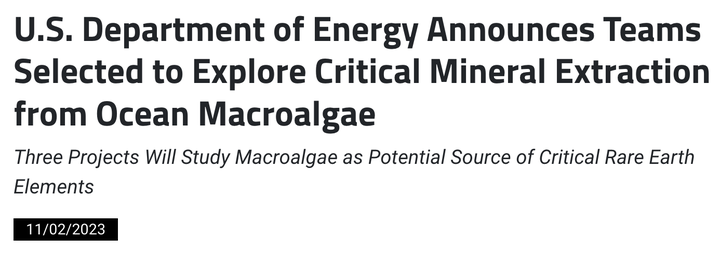 U.S. Department of Energy Announces Teams
Selected to Explore Critical Mineral Extraction
from Ocean Macroalgae
Three Projects Will Study Macroalgae as Potential Source of Critical Rare Earth
Elements
11/02/2023